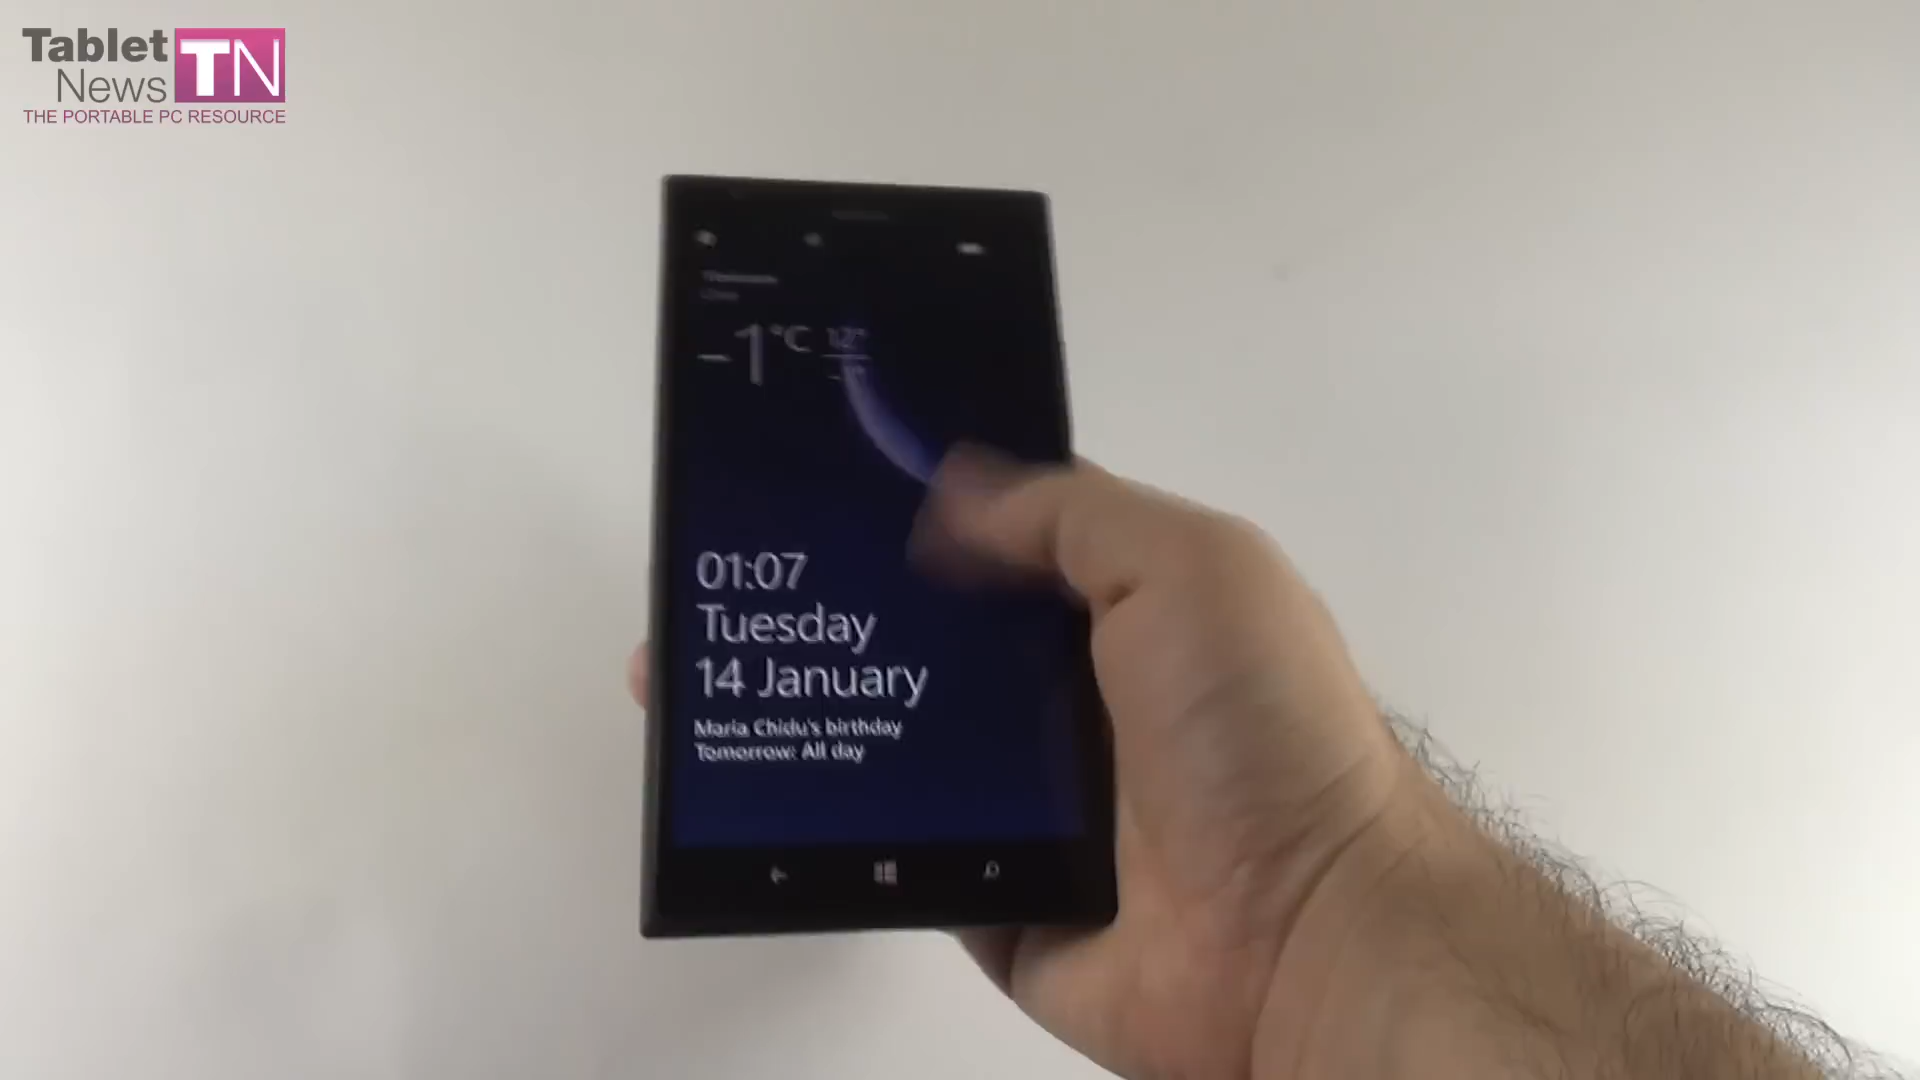 Tablet
News
TN
THE PORTABLE PC RESOURCE
-1°C 12°
01:07
Tuesday
14 January
Maria Chidu's birthday
Tomorrow: All day